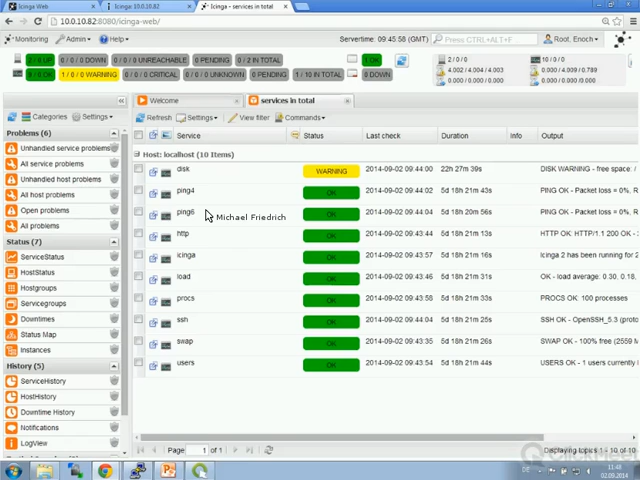 Icinga Web
Icinga: 10.0.10.82
Icinga - services in total
10.0.10.82:8080/icinga-web/
Monitoring Admin Help Servertime: 09:45:58 (GMT) Press CTRL+ALT+F Root, Enoch
0/0/0 DOWN 0/0/0 UNREACHABLE 0 PENDING 0/2 IN TOTAL 1 OK
1/0/0 WARNING 0/0/0 CRITICAL 0/0/0 UNKNOWN 0 PENDING 1/10 IN TOTAL 0 DOWN
2/0/0
10/0/0
4.002 / 4.004 / 4.003
0.000 / 4.009 / 0.789
0.000 / 0.000 / 0.000
0.000 / 0.000 / 0.000
Categories Settings
Welcome
services in total
Refresh Settings View filter Commands
Service Status Last check Duration Info Output
Host: localhost (10 Items)
disk WARNING 2014-09-02 09:44:00 22h 27m 39s DISK WARNING - free space: /
ping4 OK 2014-09-02 09:44:02 5d 18h 21m 43s PING OK - Packet loss = 0%, R
ping6 OK 2014-09-02 09:44:04 5d 18h 20m 56s PING OK - Packet loss = 0%, R
Michael Friedrich
http OK 2014-09-02 09:44:03 5d 18h 21m 33s HTTP OK: HTTP/1.1 200 OK -
icinga OK 2014-09-02 09:43:57 5d 18h 21m 16s Icinga 2 has been running for 2
load OK 2014-09-02 09:43:46 5d 18h 21m 31s OK - load average: 0.30, 0.18,
procs OK 2014-09-02 09:43:58 5d 18h 21m 33s PROCS OK: 100 processes
ssh OK 2014-09-02 09:44:04 5d 18h 21m 25s SSH OK - OpenSSH_5.3 (proto
swap OK 2014-09-02 09:43:35 5d 18h 21m 26s SWAP OK - 100% free (2559 M
users OK 2014-09-02 09:43:54 5d 18h 21m 44s USERS OK - 1 users currently
Problems (6)
Unhandled service problems
All service problems
Unhandled host problems
All host problems
Open problems
All problems
Status (7)
ServiceStatus
HostStatus
Hostgroups
Servicegroups
Downtimes
Status Map
Instances
History (5)
ServiceHistory
HostHistory
Downtime History
Notifications
LogView
Page 1 of 1
Displaying topics 1 - 10 of 10
ClickMeet
DE
11:48
02.09.2014